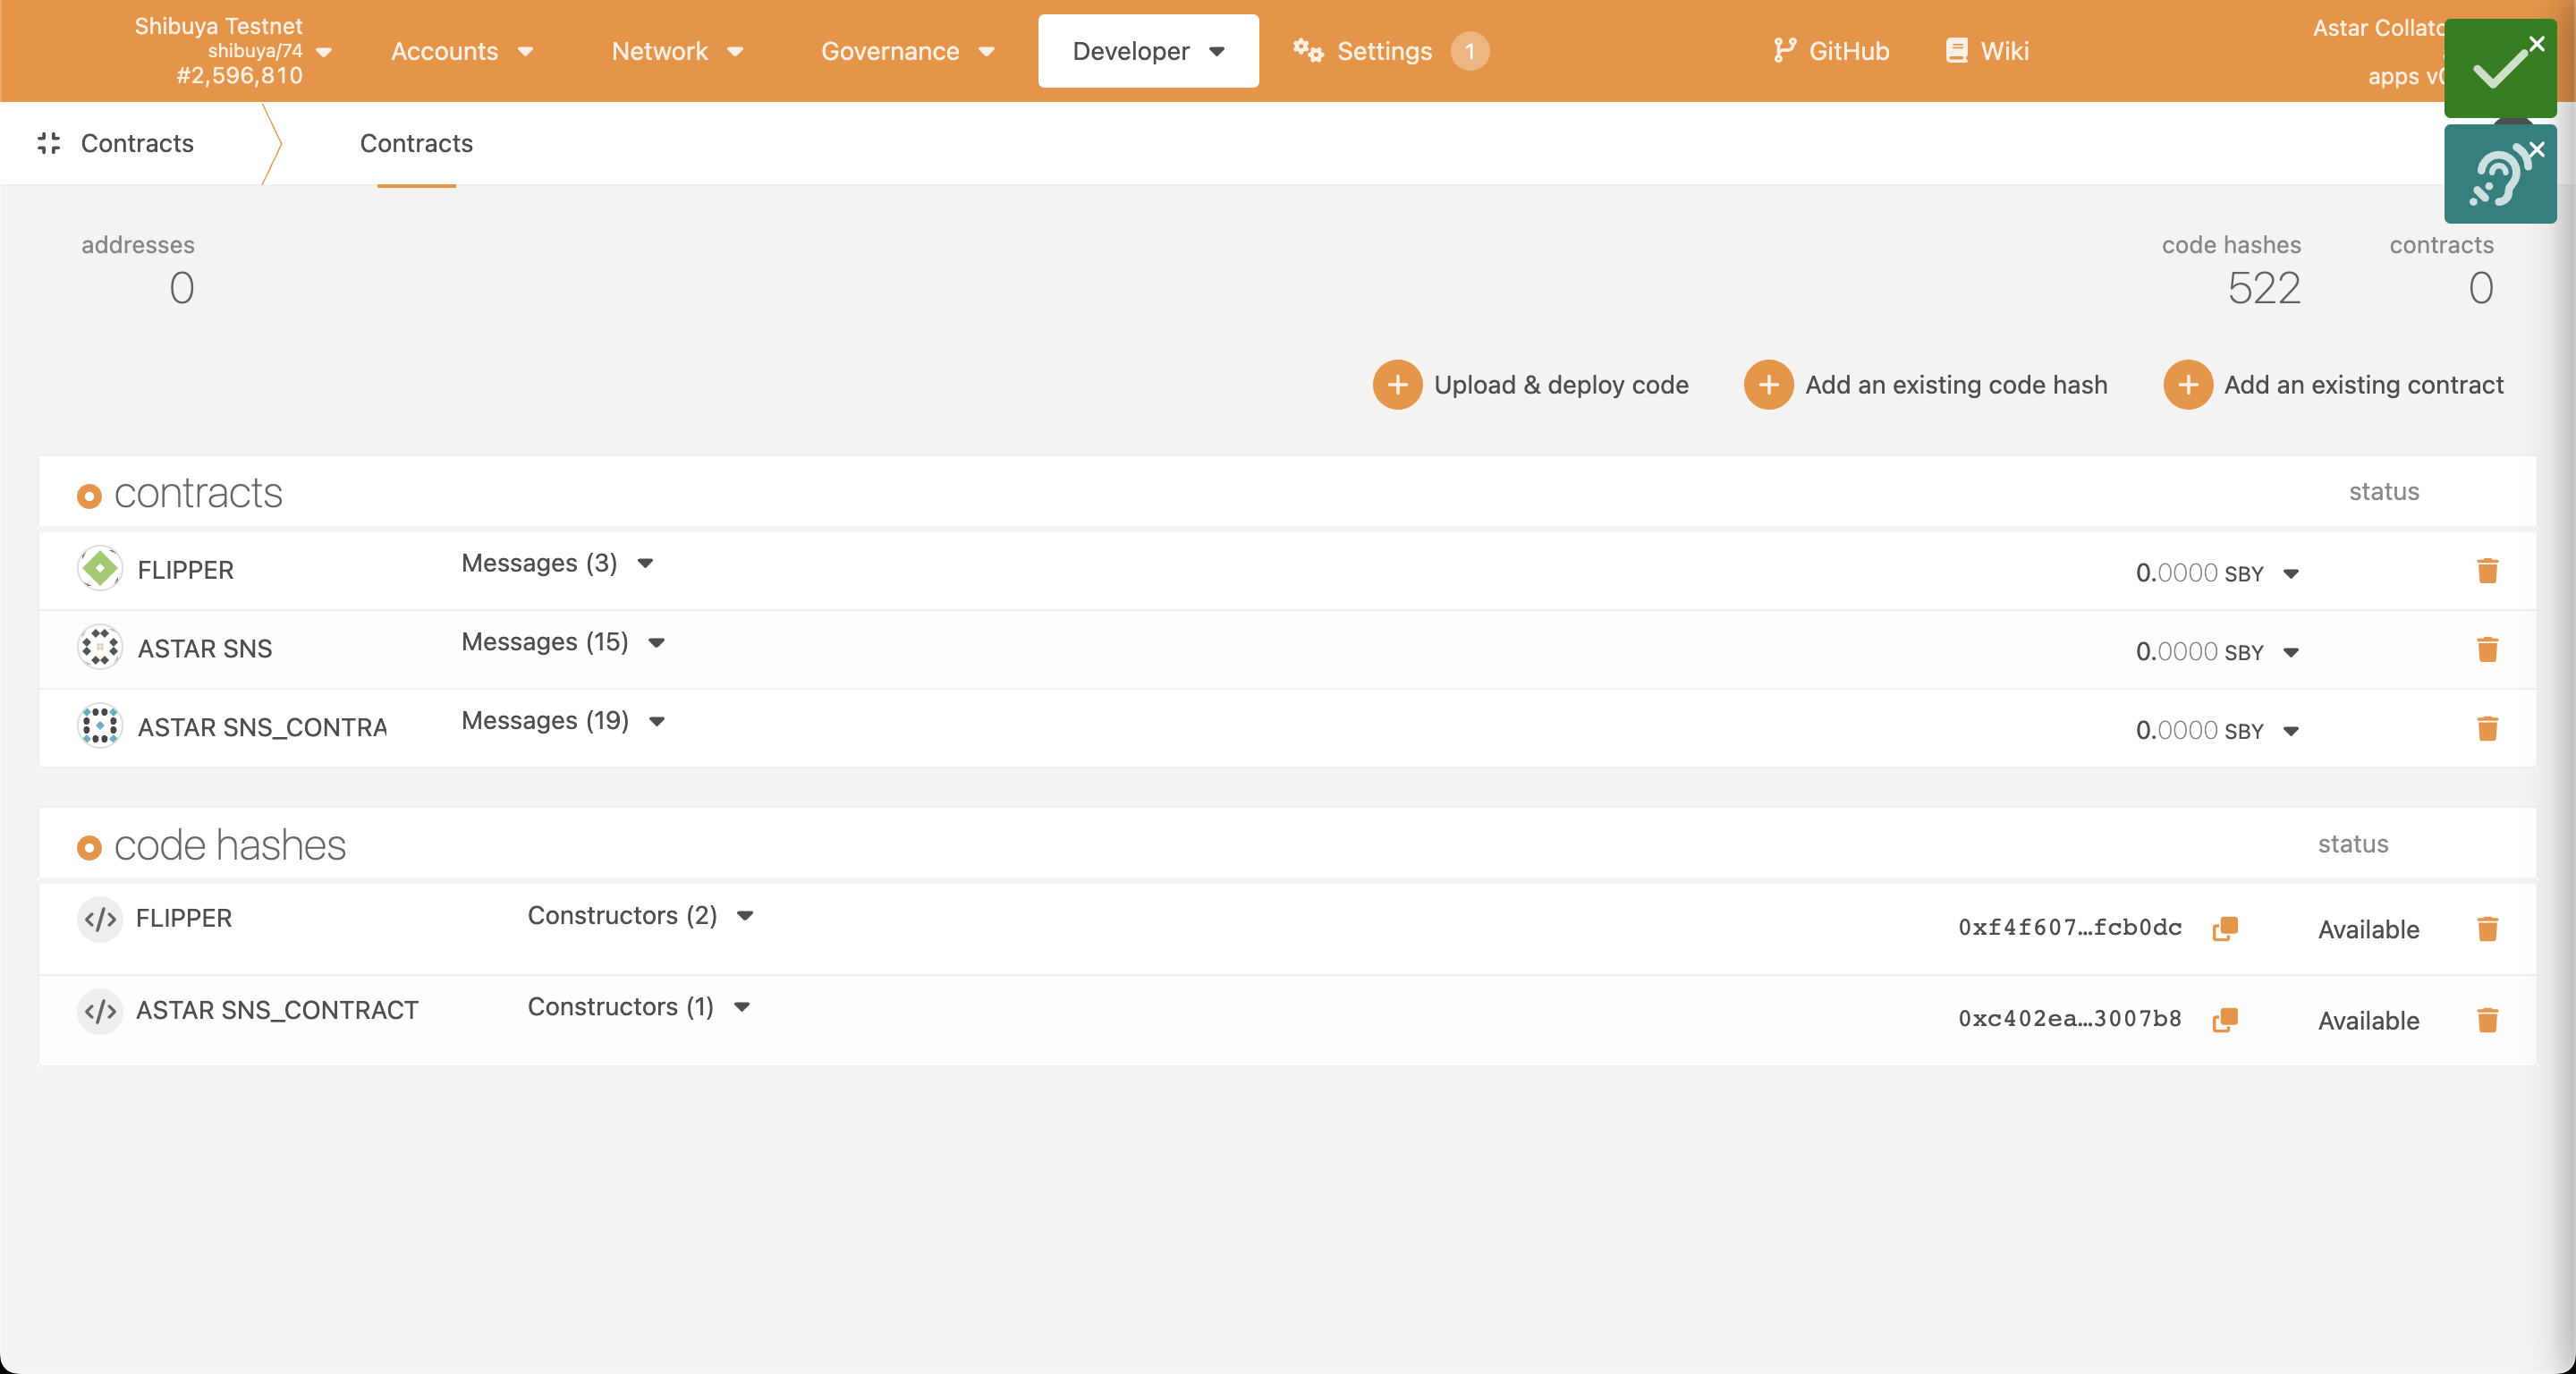 Shibuya Testnet
shibuya/74
#2,596,810
Accounts
Network
Governance
Developer
Settings
1
GitHub
Wiki
Astar
apps
Contracts
Contracts
addresses
0
code hashes
522
contracts
0
Upload & deploy code
Add an existing code hash
Add an existing contract
contracts
status
FLIPPER
Messages (3)
0.0000 SBY
ASTAR SNS
Messages (15)
0.0000 SBY
ASTAR SNS_CONTRA
Messages (19)
0.0000 SBY
code hashes
status
FLIPPER
Constructors (2)
0xf4f607…fcb0dc
Available
ASTAR SNS_CONTRACT
Constructors (1)
0xc402ea…3007b8
Available